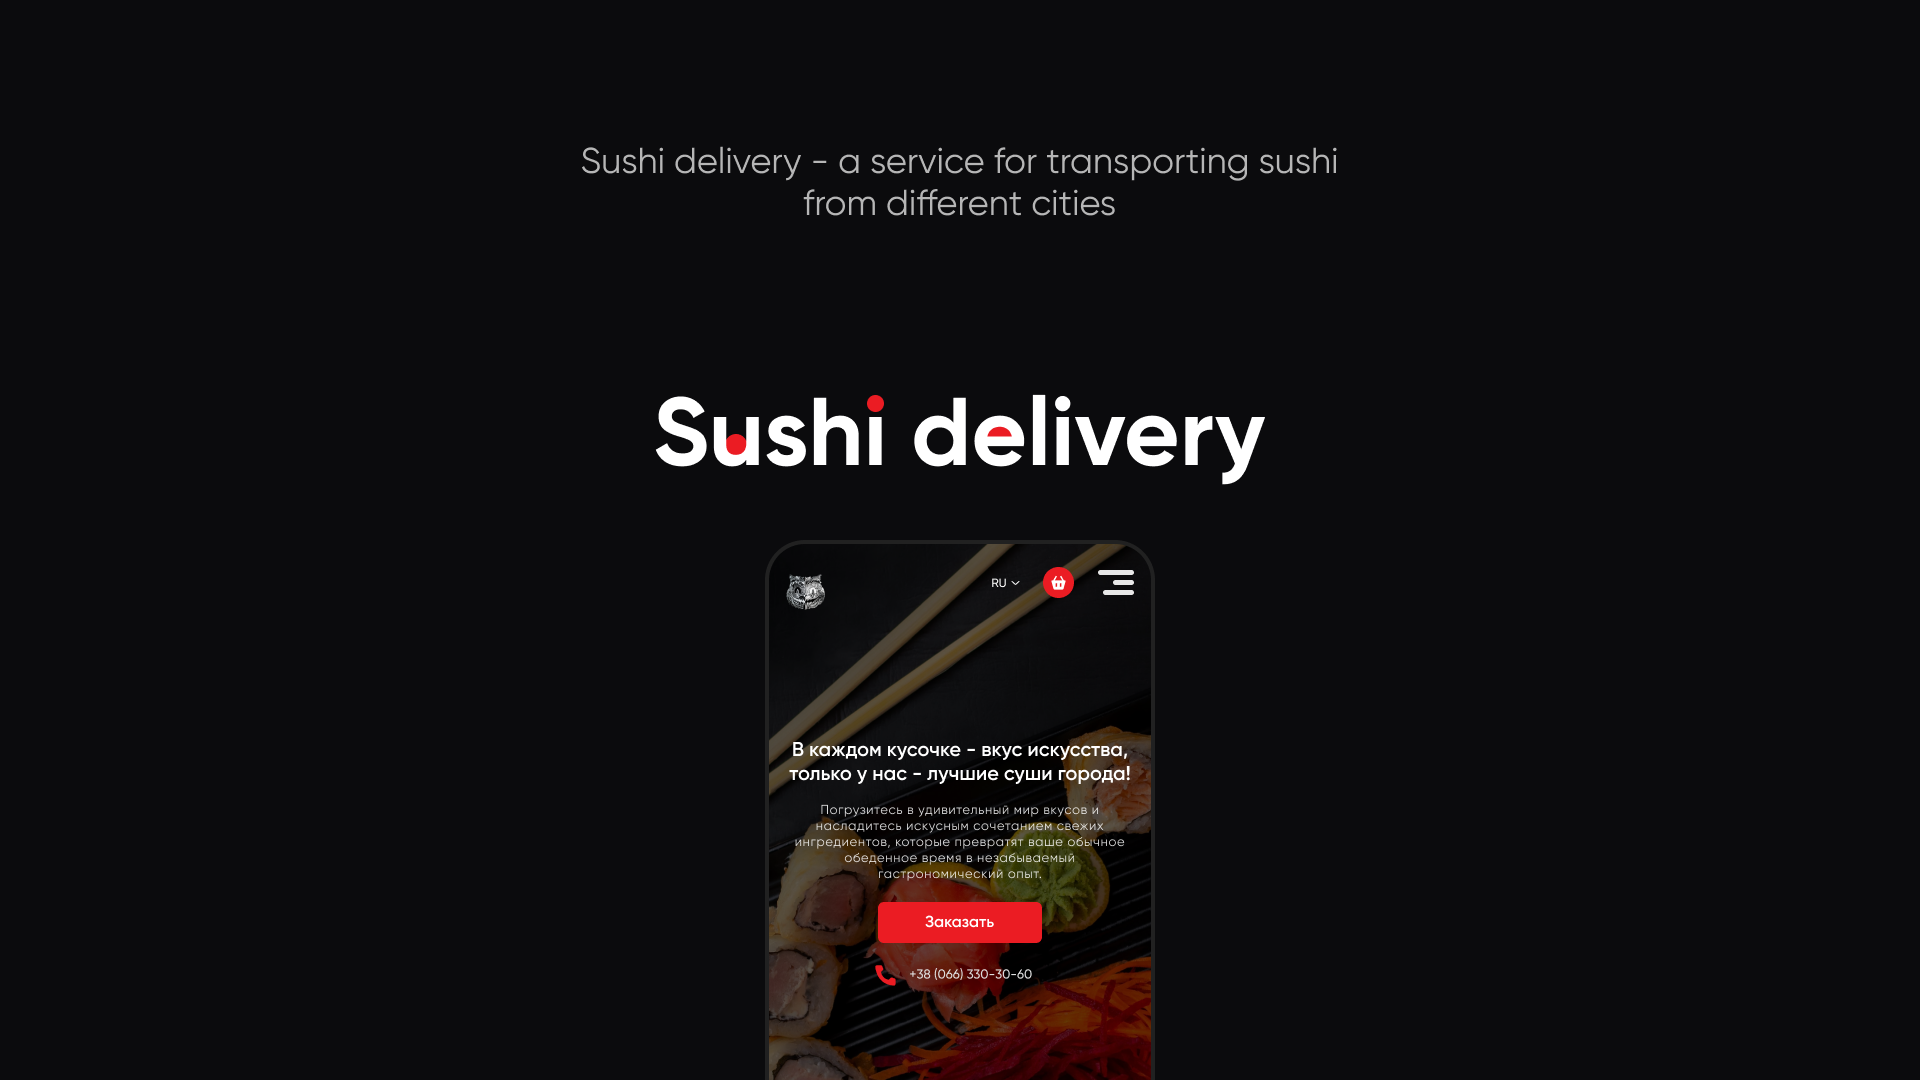 Sushi delivery - a service for transporting sushi
from different cities
Sushi delivery
RU
В каждом кусочке - вкус искусства,
только у нас - лучшие суши города!
Погрузитесь в удивительный мир вкусов и
насладитесь искусным сочетанием свежих
ингредиентов, которые превратят ваше обычное
обеденное время в незабываемый
гастрономический опыт.
Заказать
+38 (066) 330-30-60